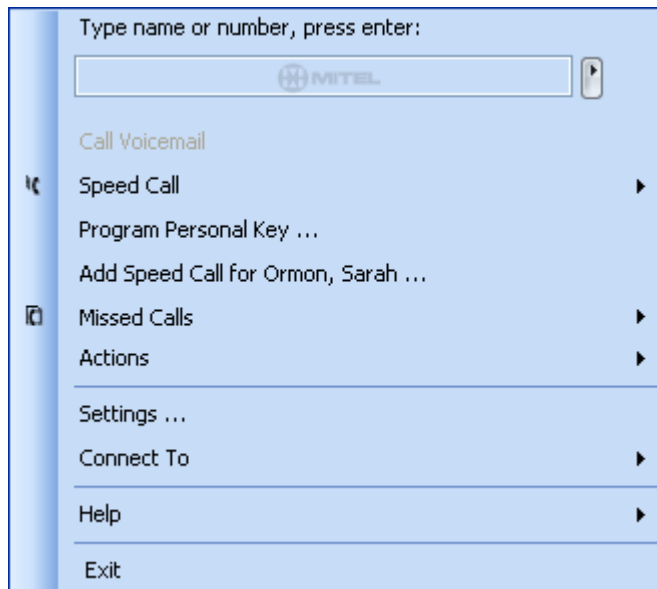 Type name or number, press enter:
MITEL
Call Voicemail
Speed Call
Program Personal Key ...
Add Speed Call for Ormon, Sarah ...
Missed Calls
Actions
Settings ...
Connect To
Help
Exit